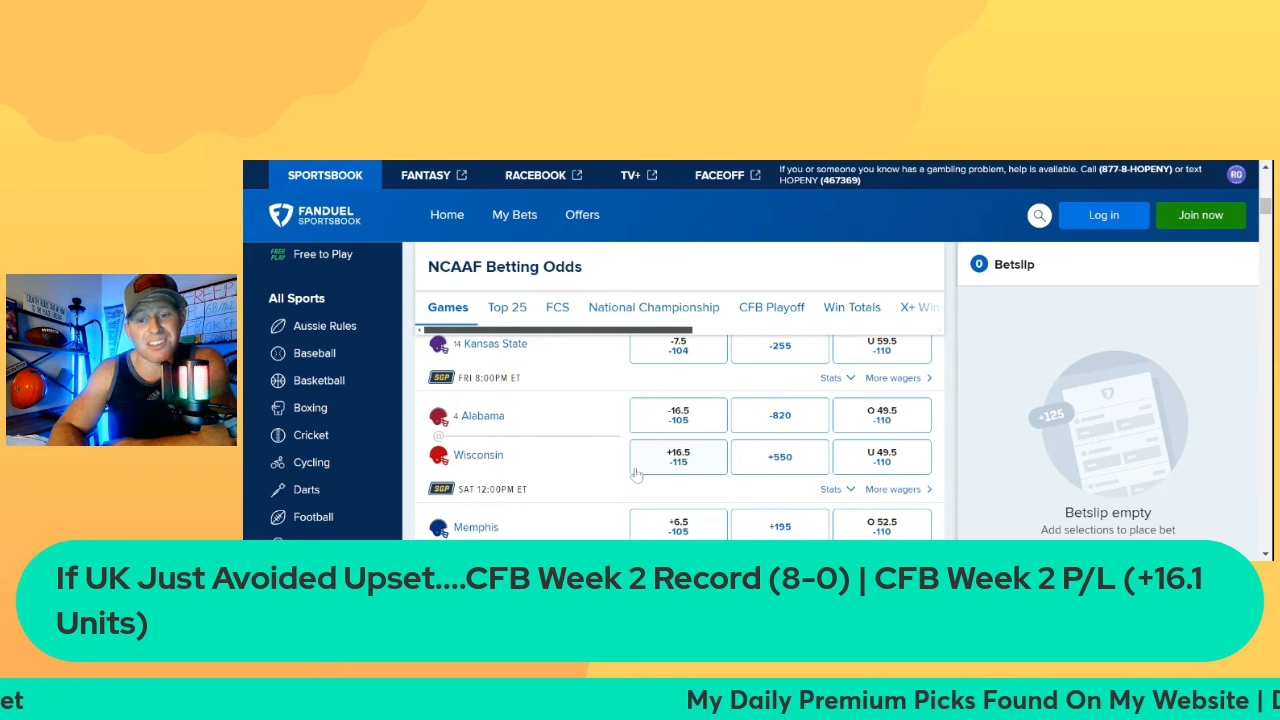 SPORTSBOOK
FANTASY
RACEBOOK
TV+
FACEOFF
If you or someone you know has a gambling problem, help is available. Call (877-8-HOPENY) or text
HOPENY (467369)
RG
FANDUEL
SPORTSBOOK
Home
My Bets
Offers
Log in
Join now
FREE
PLAY
Free to Play
All Sports
Aussie Rules
Baseball
Basketball
Boxing
Cricket
Cycling
Darts
Football
NCAAF Betting Odds
Games
Top 25
FCS
National Championship
CFB Playoff
Win Totals
X+ Win
14 Kansas State
-7.5
-104
-255
U 59.5
-110
SGP FRI 8:00PM ET
Stats
More wagers
4 Alabama
-16.5
-105
-820
O 49.5
-110
@
Wisconsin
+16.5
-115
+550
U 49.5
-110
SGP SAT 12:00PM ET
Stats
More wagers
Memphis
+6.5
-105
+195
O 52.5
-110
0 Betslip
+125
Betslip empty
Add selections to place bet
If UK Just Avoided Upset....CFB Week 2 Record (8-0) | CFB Week 2 P/L (+16.1
Units)
et
My Daily Premium Picks Found On My Website |